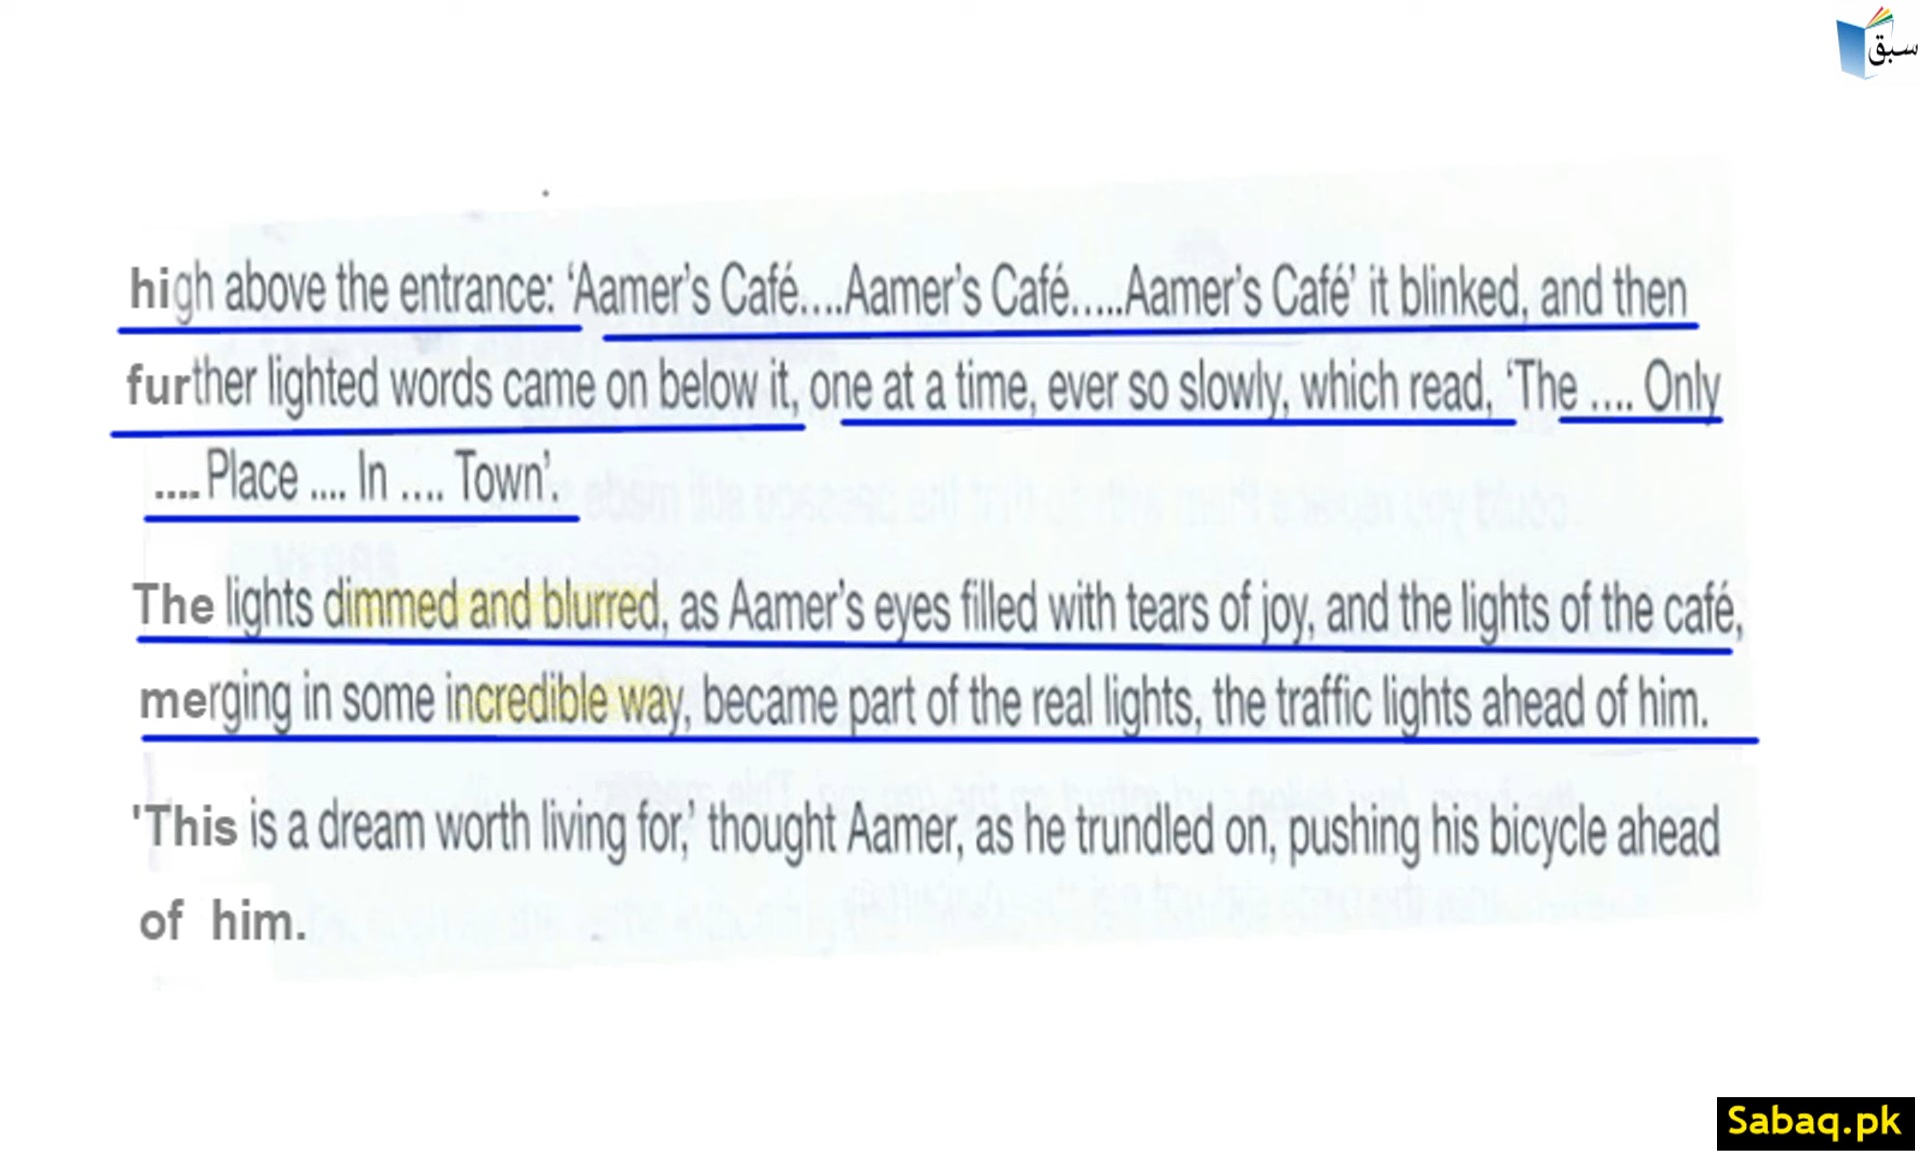 سبق
high above the entrance: ‘Aamer’s Café....Aamer’s Café.....Aamer’s Café’ it blinked, and then
further lighted words came on below it, one at a time, ever so slowly, which read, ‘The .... Only
.... Place .... In .... Town’.
The lights dimmed and blurred, as Aamer’s eyes filled with tears of joy, and the lights of the café,
merging in some incredible way, became part of the real lights, the traffic lights ahead of him.
'This is a dream worth living for,’ thought Aamer, as he trundled on, pushing his bicycle ahead
of him.
Sabaq.pk